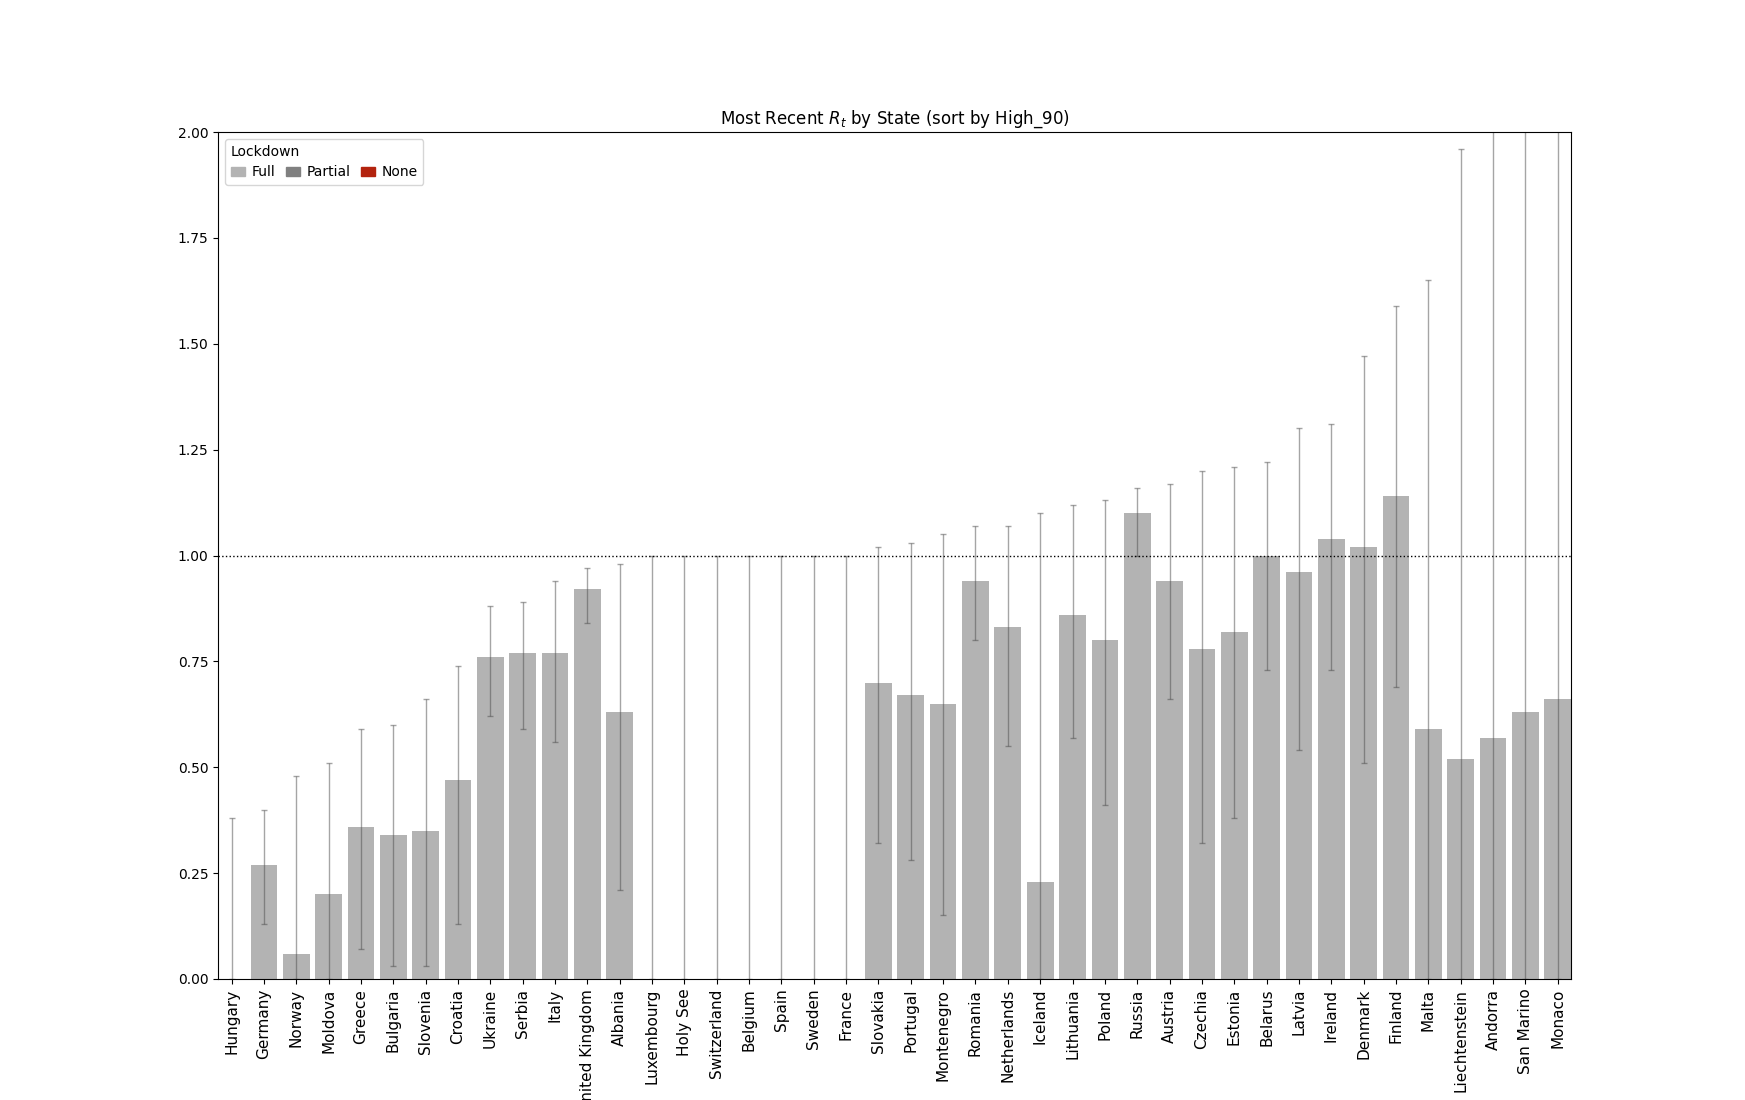 Most Recent R_t by State (sort by High_90)
Lockdown
Full Partial None
2.00
1.75
1.50
1.25
1.00
0.75
0.50
0.25
0.00
Hungary
Germany
Norway
Moldova
Greece
Bulgaria
Slovenia
Croatia
Ukraine
Serbia
Italy
nited Kingdom
Albania
Luxembourg
Holy See
Switzerland
Belgium
Spain
Sweden
France
Slovakia
Portugal
Montenegro
Romania
Netherlands
Iceland
Lithuania
Poland
Russia
Austria
Czechia
Estonia
Belarus
Latvia
Ireland
Denmark
Finland
Malta
Liechtenstein
Andorra
San Marino
Monaco